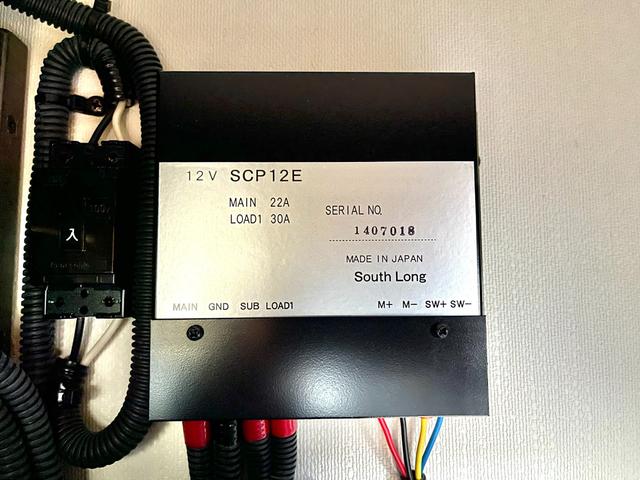 12V SCP12E
MAIN 22A
LOAD1 30A
SERIAL NO.
1407018
MADE IN JAPAN
South Long
MAIN GND SUB LOAD1 M+ M- SW+ SW-
入